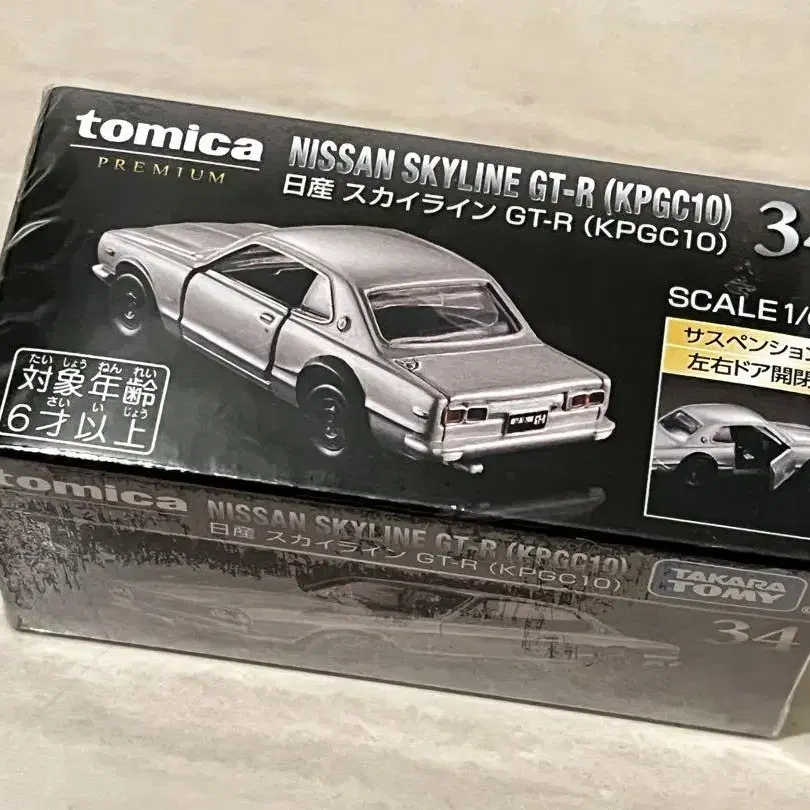 tomica
PREMIUM
NISSAN SKYLINE GT-R (KPGC10)
日産 スカイライン GT-R (KPGC10)
34
SCALE 1/6
サスペンション
左右ドア開閉
たいしょうねんれい
対象年齢
さいいじょう
6才以上
tomica
NISSAN SKYLINE GT-R (KPGC10)
日産 スカイライン GT-R (KPGC10)
TAKARA
TOMY
34